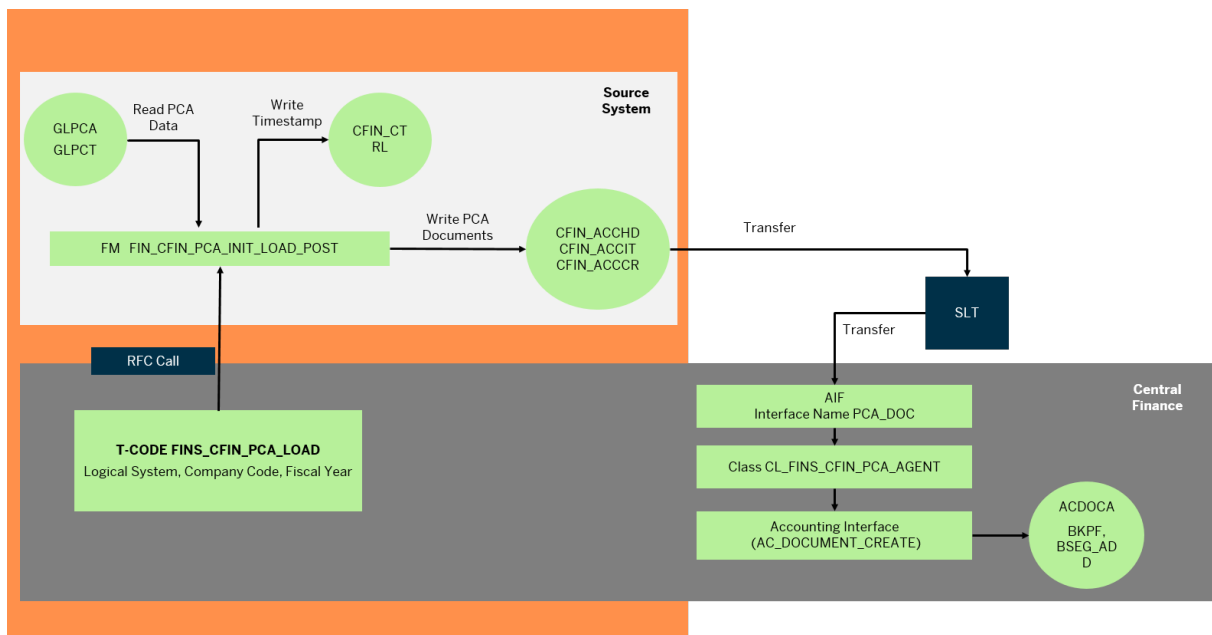 Source
System
GLPCA
GLPCT
Read PCA
Data
Write
Timestamp
CFIN_CT
RL
FM FIN_CFIN_PCA_INIT_LOAD_POST
Write PCA
Documents
CFIN_ACCHD
CFIN_ACCIT
CFIN_ACCCR
Transfer
SLT
Transfer
RFC Call
Central
Finance
T-CODE FINS_CFIN_PCA_LOAD
Logical System, Company Code, Fiscal Year
AIF
Interface Name PCA_DOC
Class CL_FINS_CFIN_PCA_AGENT
Accounting Interface
(AC_DOCUMENT_CREATE)
ACDOCA
BKPF,
BSEG_AD
D